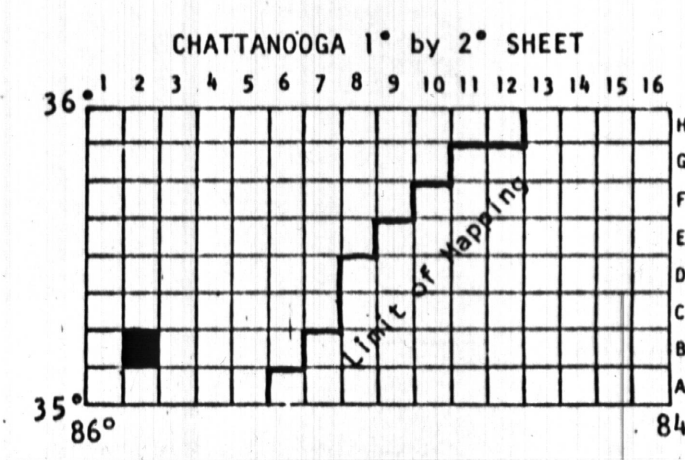 CHATTANOOGA 1° by 2° SHEET
1 2 3 4 5 6 7 8 9 10 11 12 13 14 15 16
36°
H
G
F
E
D
C
B
A
Limit of Mapping
35°
86°
84